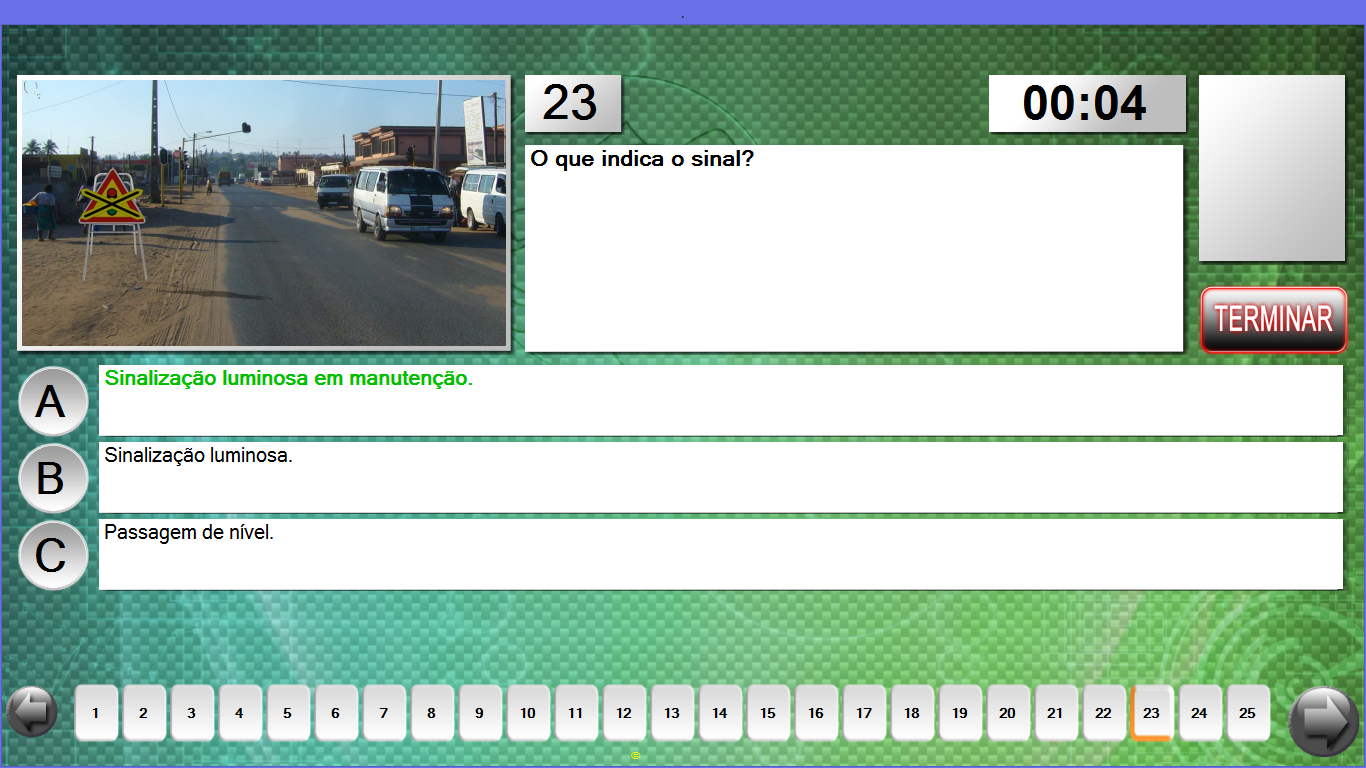 23
00:04
O que indica o sinal?
TERMINAR
A
Sinalização luminosa em manutenção.
B
Sinalização luminosa.
C
Passagem de nível.
1 2 3 4 5 6 7 8 9 10 11 12 13 14 15 16 17 18 19 20 21 22 23 24 25
©